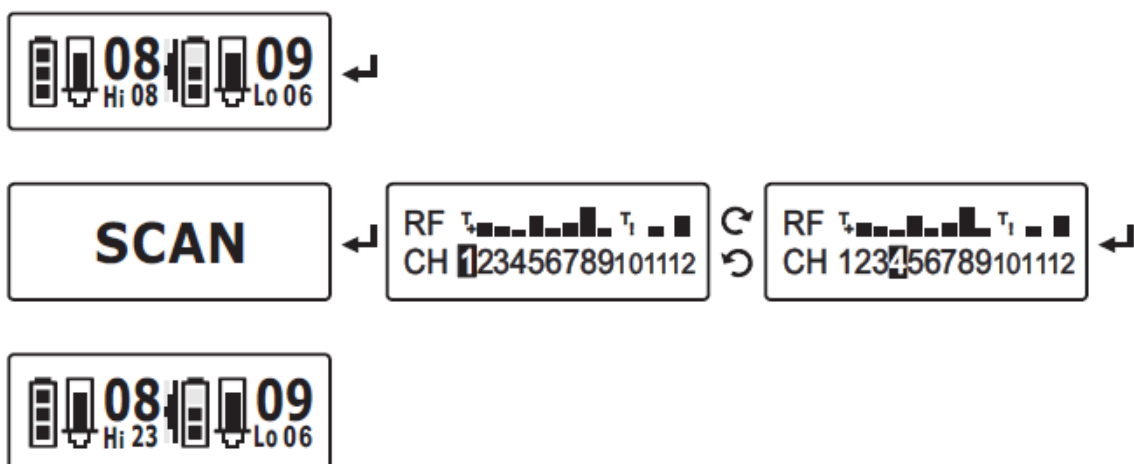 08 09
Hi 08 Lo 06
SCAN
RF T+ T! RF T+ T!
CH 123456789101112 CH 123456789101112
08 09
Hi 23 Lo 06